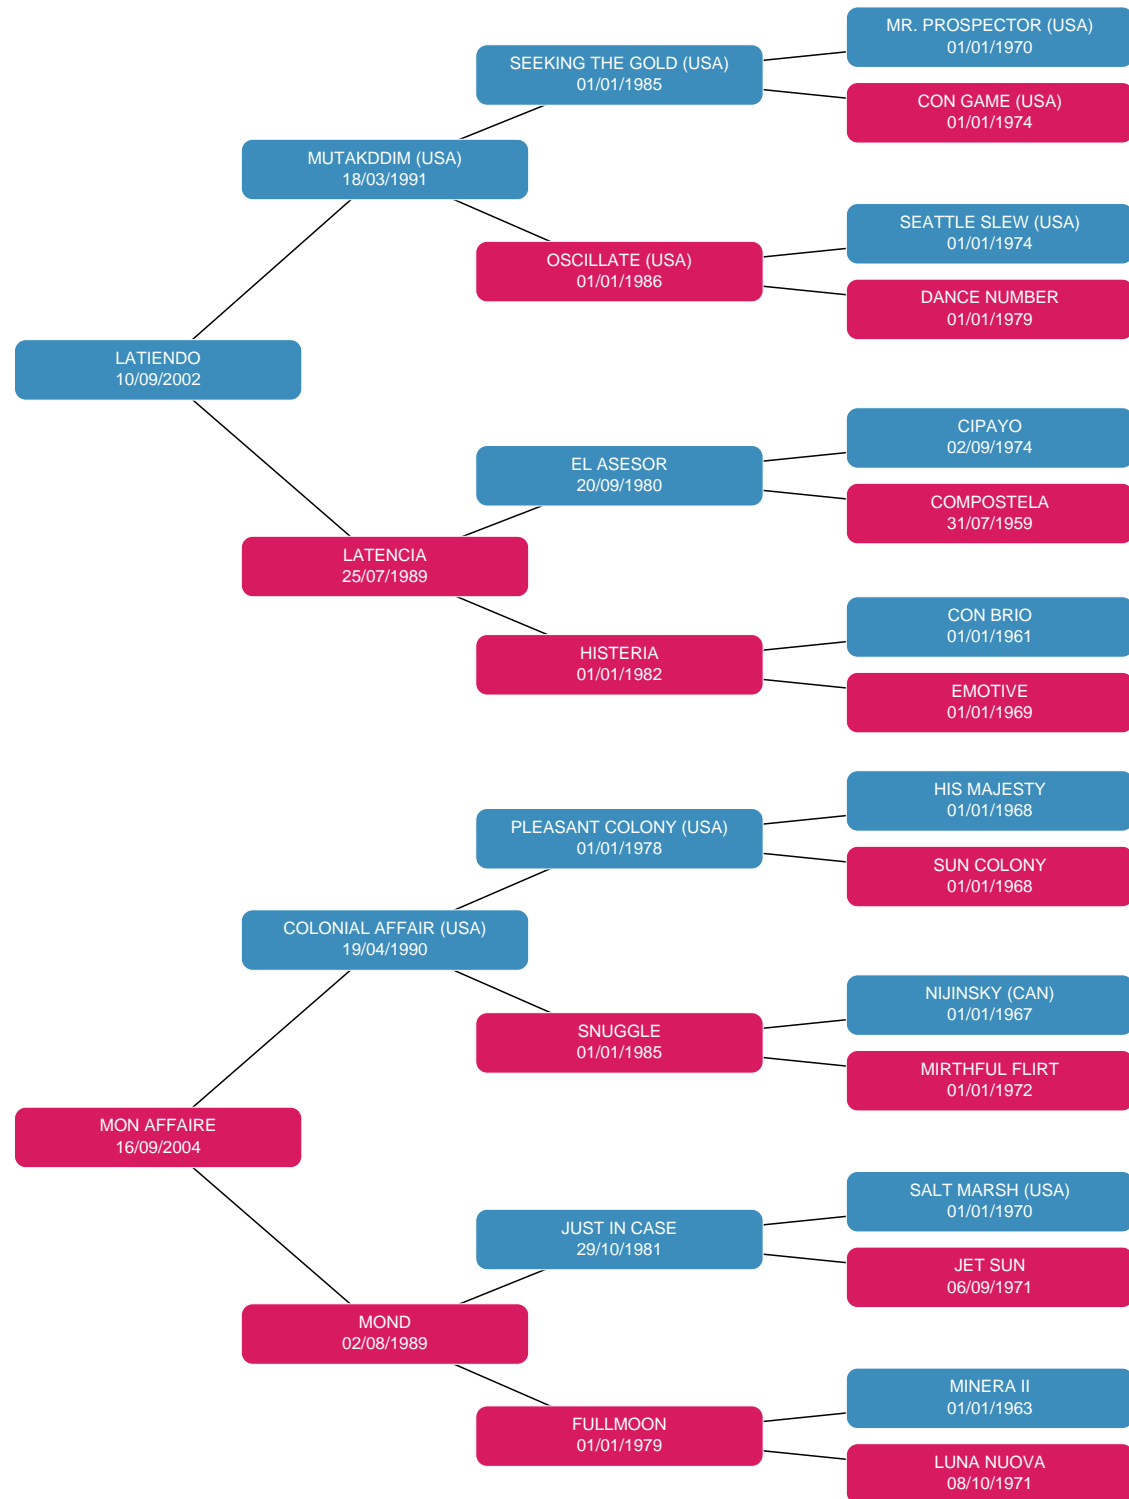 MR. PROSPECTOR (USA)
01/01/1970
SEEKING THE GOLD (USA)
01/01/1985
CON GAME (USA)
01/01/1974
MUTAKDDIM (USA)
18/03/1991
SEATTLE SLEW (USA)
01/01/1974
OSCILLATE (USA)
01/01/1986
DANCE NUMBER
01/01/1979
LATIENDO
10/09/2002
CIPAYO
02/09/1974
EL ASESOR
20/09/1980
COMPOSTELA
31/07/1959
LATENCIA
25/07/1989
CON BRIO
01/01/1961
HISTERIA
01/01/1982
EMOTIVE
01/01/1969
HIS MAJESTY
01/01/1968
PLEASANT COLONY (USA)
01/01/1978
SUN COLONY
01/01/1968
COLONIAL AFFAIR (USA)
19/04/1990
NIJINSKY (CAN)
01/01/1967
SNUGGLE
01/01/1985
MIRTHFUL FLIRT
01/01/1972
MON AFFAIRE
16/09/2004
SALT MARSH (USA)
01/01/1970
JUST IN CASE
29/10/1981
JET SUN
06/09/1971
MOND
02/08/1989
MINERA II
01/01/1963
FULLMOON
01/01/1979
LUNA NUOVA
08/10/1971